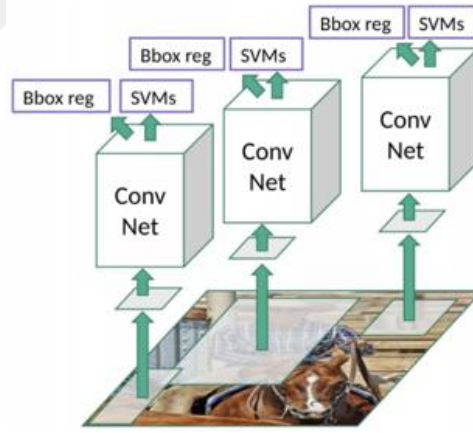 Bbox reg SVMs
Bbox reg SVMs
Bbox reg SVMs
Conv
Net
Conv
Net
Conv
Net